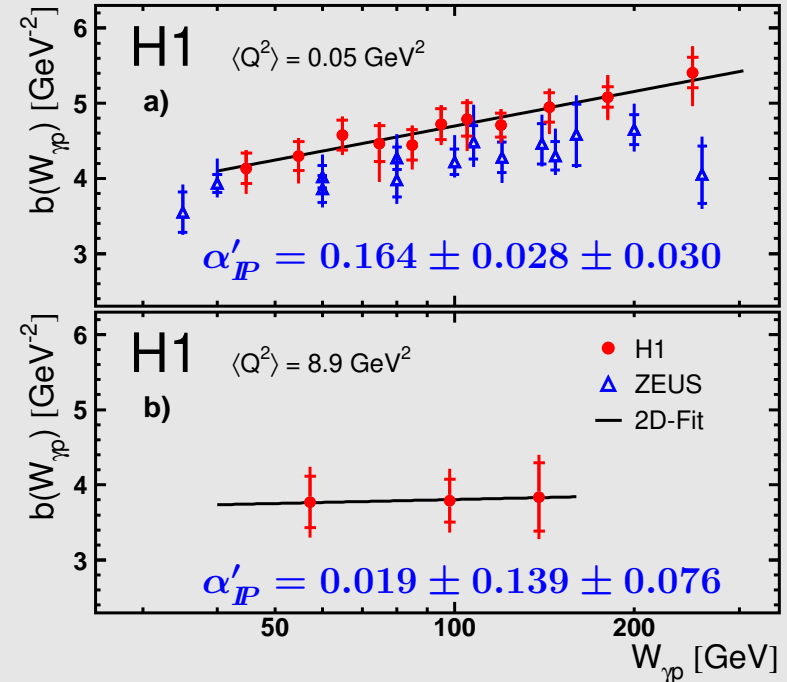 H1 ⟨Q²⟩ = 0.05 GeV²
a)
b(W_γp) [GeV⁻²]
6
5
4
3
α′_IP = 0.164 ± 0.028 ± 0.030
H1 ⟨Q²⟩ = 8.9 GeV²
b)
b(W_γp) [GeV⁻²]
6
5
4
3
H1
ZEUS
2D-Fit
α′_IP = 0.019 ± 0.139 ± 0.076
50 100 200
W_γp [GeV]